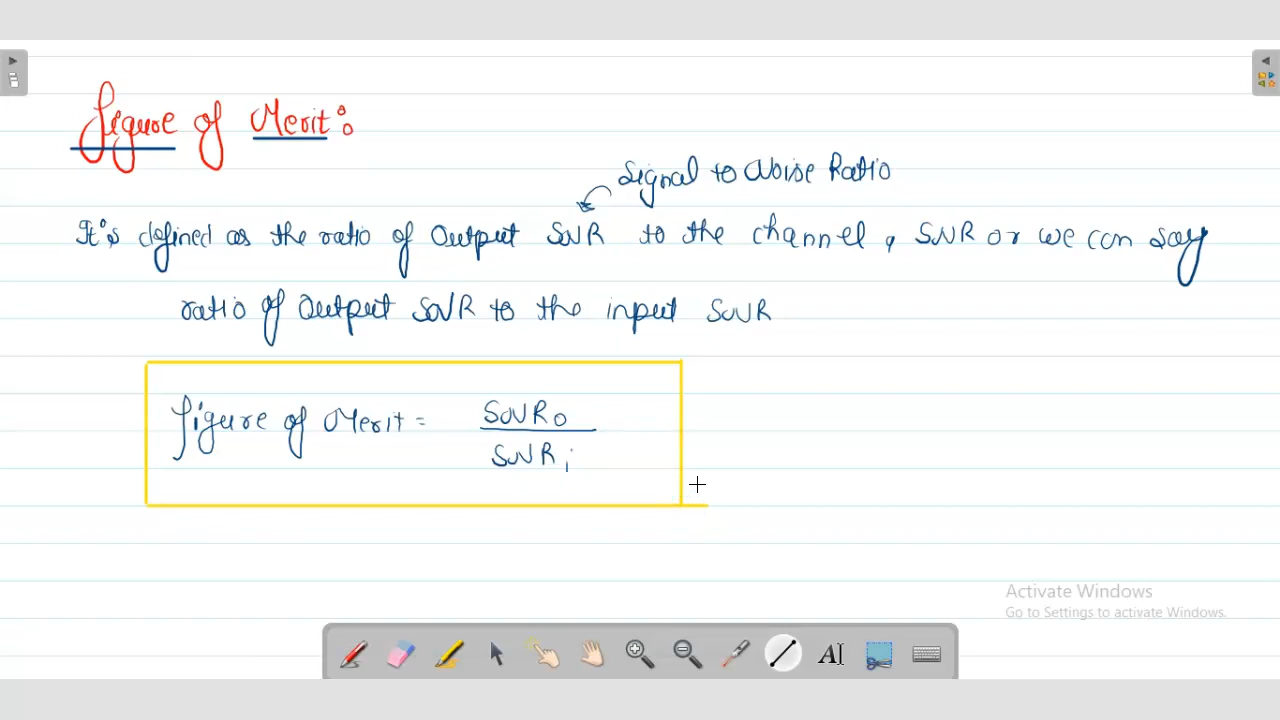 Figure of Merit:
Signal to Noise Ratio
It's defined as the ratio of Output SNR to the channel, SNR or we can say
ratio of Output SNR to the input SNR
Figure of Merit = SNRo
SNRi
Activate Windows
Go to Settings to activate Windows.
A